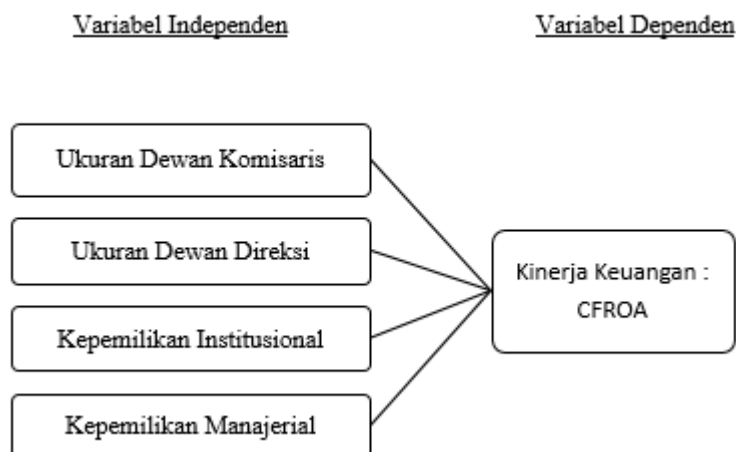 Variabel Independen
Variabel Dependen
Ukuran Dewan Komisaris
Ukuran Dewan Direksi
Kepemilikan Institusional
Kepemilikan Manajerial
Kinerja Keuangan :
CFROA